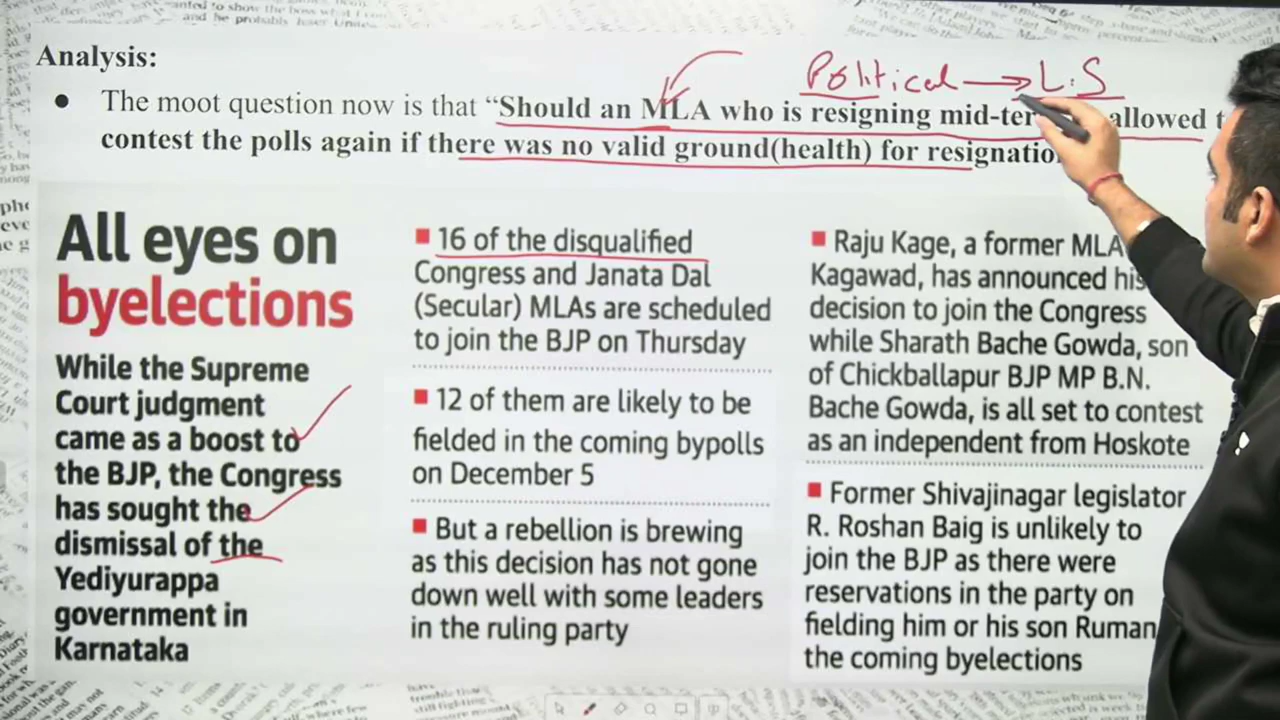 Analysis:
Political → L.S
● The moot question now is that “Should an MLA who is resigning mid-ter allowed
contest the polls again if there was no valid ground(health) for resignatio
All eyes on
byelections
While the Supreme
Court judgment
came as a boost to
the BJP, the Congress
has sought the
dismissal of the
Yediyurappa
government in
Karnataka
16 of the disqualified
Congress and Janata Dal
(Secular) MLAs are scheduled
to join the BJP on Thursday
12 of them are likely to be
fielded in the coming bypolls
on December 5
But a rebellion is brewing
as this decision has not gone
down well with some leaders
in the ruling party
Raju Kage, a former MLA
Kagawad, has announced his
decision to join the Congress
while Sharath Bache Gowda, son
of Chickballapur BJP MP B.N.
Bache Gowda, is all set to contest
as an independent from Hoskote
Former Shivajinagar legislator
R. Roshan Baig is unlikely to
join the BJP as there were
reservations in the party on
fielding him or his son Ruman
the coming byelections